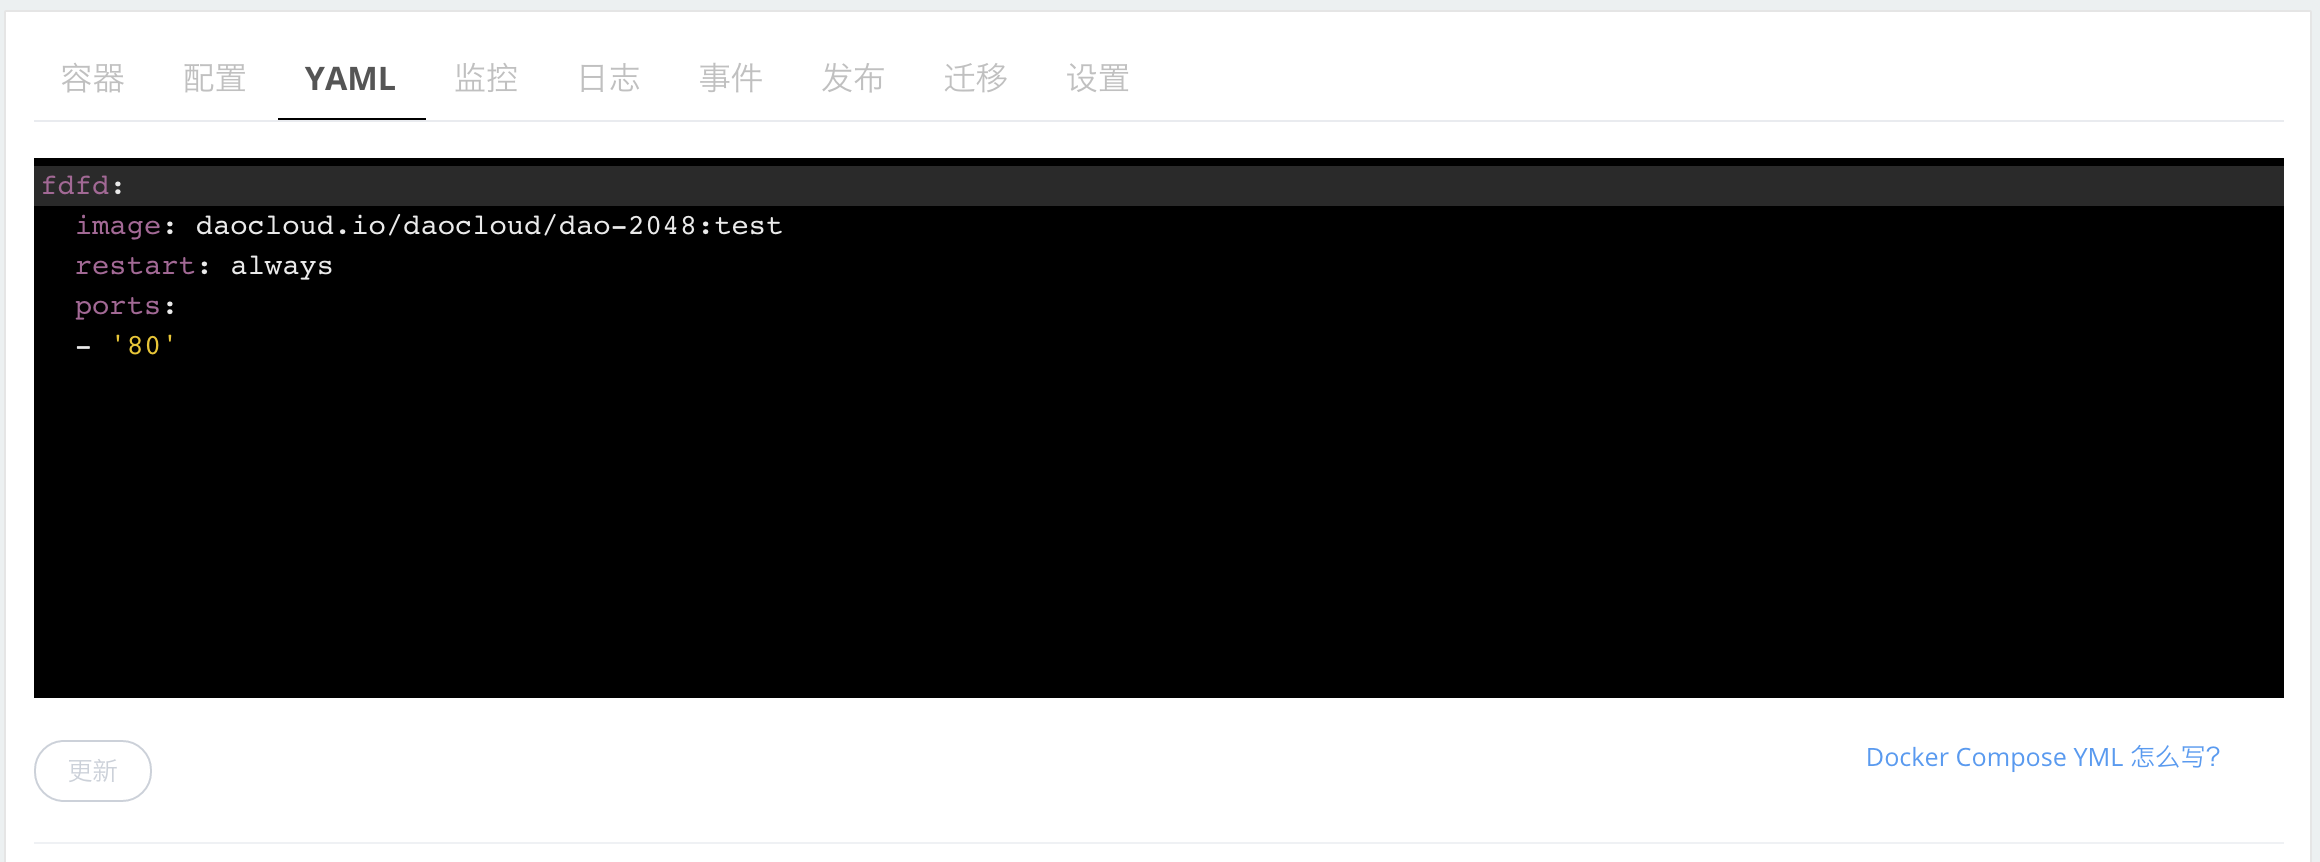 容器 配置 YAML 监控 日志 事件 发布 迁移 设置
fdfd:
  image: daocloud.io/daocloud/dao-2048:test
  restart: always
  ports:
  - '80'
更新
Docker Compose YML 怎么写?